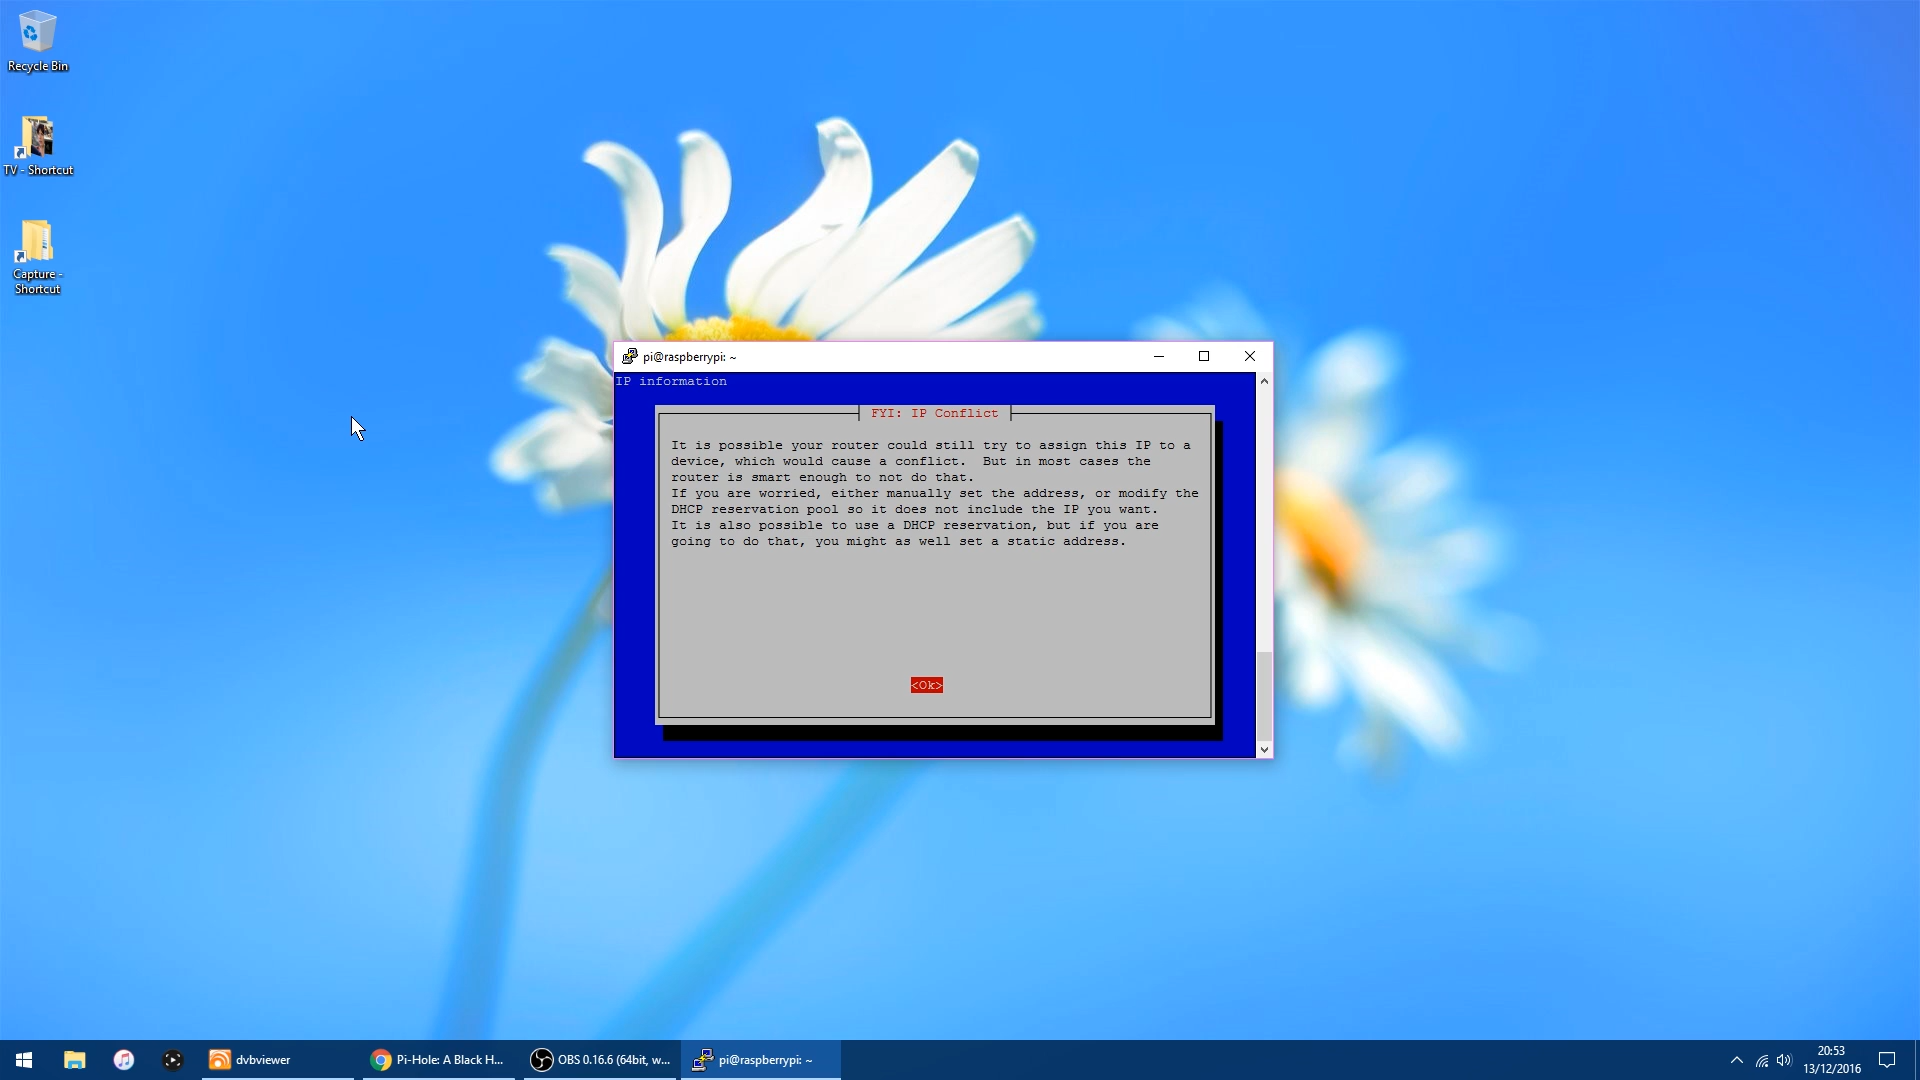 Recycle Bin
TV - Shortcut
Capture -
Shortcut
pi@raspberrypi: ~
IP information
FYI: IP Conflict
It is possible your router could still try to assign this IP to a
device, which would cause a conflict.  But in most cases the
router is smart enough to not do that.
If you are worried, either manually set the address, or modify the
DHCP reservation pool so it does not include the IP you want.
It is also possible to use a DHCP reservation, but if you are
going to do that, you might as well set a static address.
<Ok>
dvbviewer
Pi-Hole: A Black H...
OBS 0.16.6 (64bit, w...
pi@raspberrypi: ~
20:53
13/12/2016